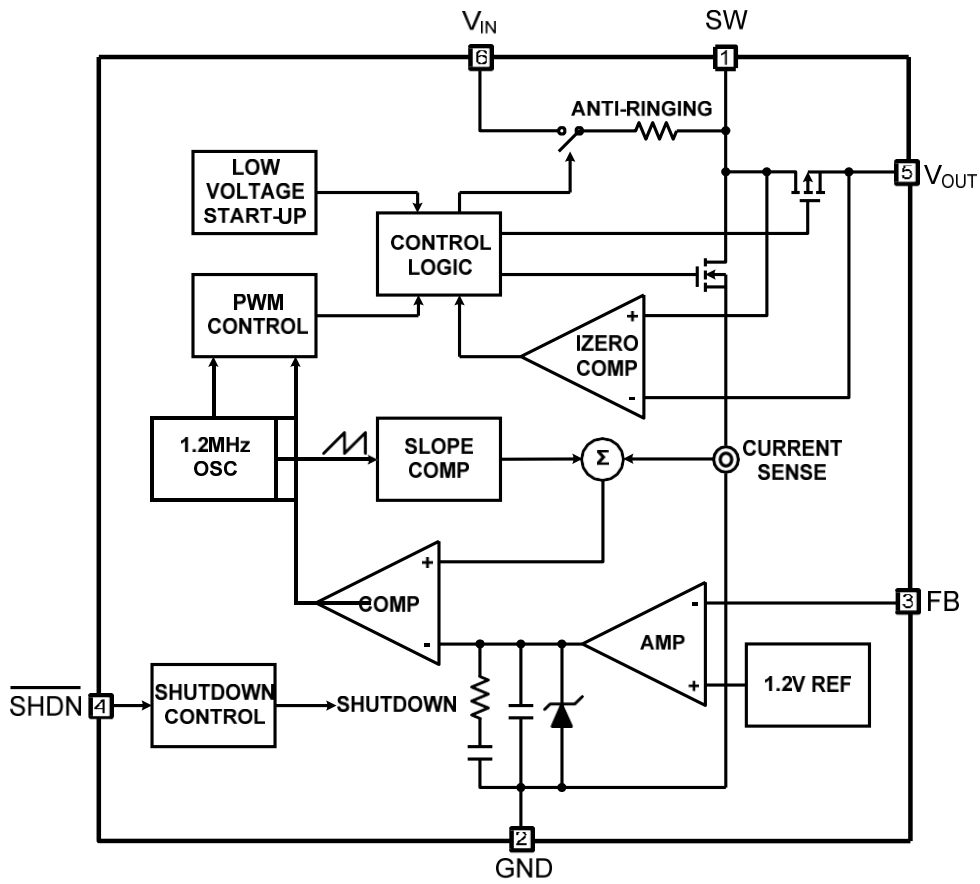 VIN
SW
6
1
ANTI-RINGING
LOW
VOLTAGE
START-UP
5
VOUT
CONTROL
LOGIC
PWM
CONTROL
+
IZERO
COMP
-
1.2MHz
OSC
SLOPE
COMP
Σ
CURRENT
SENSE
+
COMP
-
-
AMP
+
3
FB
1.2V REF
SHDN
4
SHUTDOWN
CONTROL
SHUTDOWN
2
GND